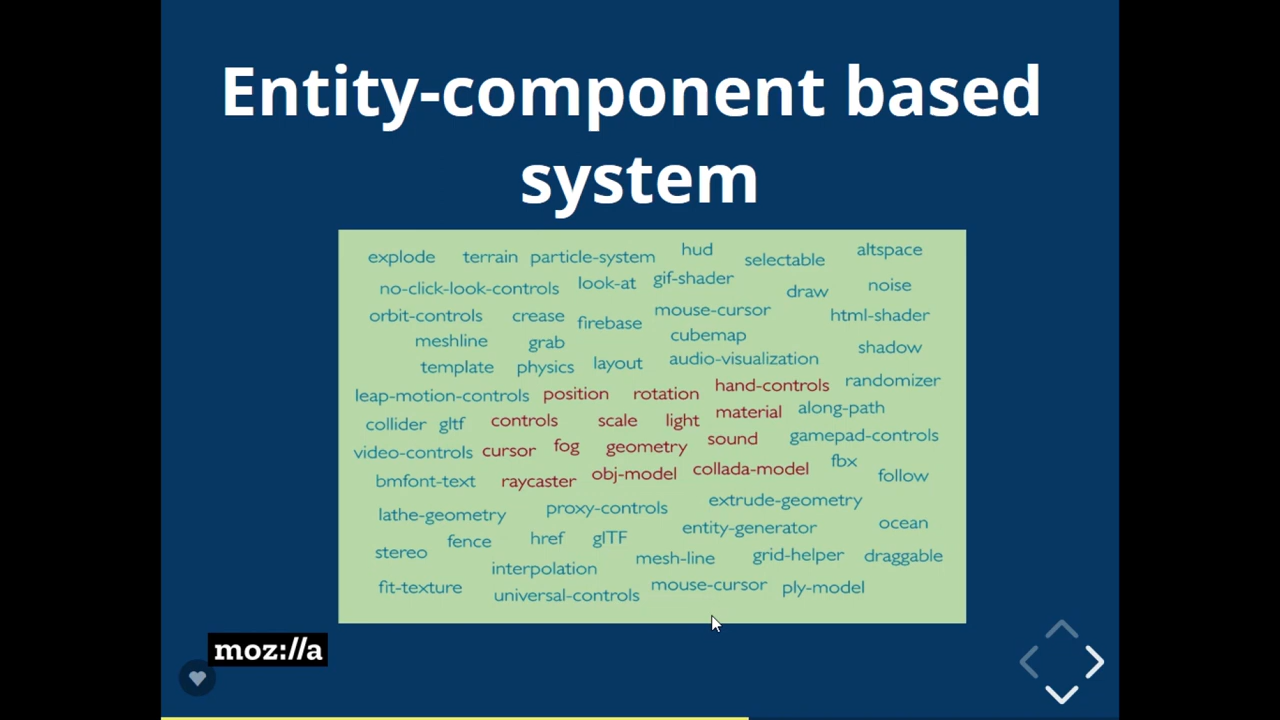 Entity-component based
system
explode terrain particle-system hud selectable altspace
no-click-look-controls look-at gif-shader draw noise
orbit-controls crease firebase mouse-cursor html-shader
meshline grab cubemap shadow
template physics layout audio-visualization
leap-motion-controls position rotation hand-controls randomizer
collider gltf controls scale light material along-path
video-controls cursor fog geometry sound gamepad-controls
bmfont-text raycaster obj-model collada-model fbx follow
lathe-geometry proxy-controls extrude-geometry
stereo fence href glTF entity-generator ocean
interpolation mesh-line grid-helper draggable
fit-texture universal-controls mouse-cursor ply-model
moz://a